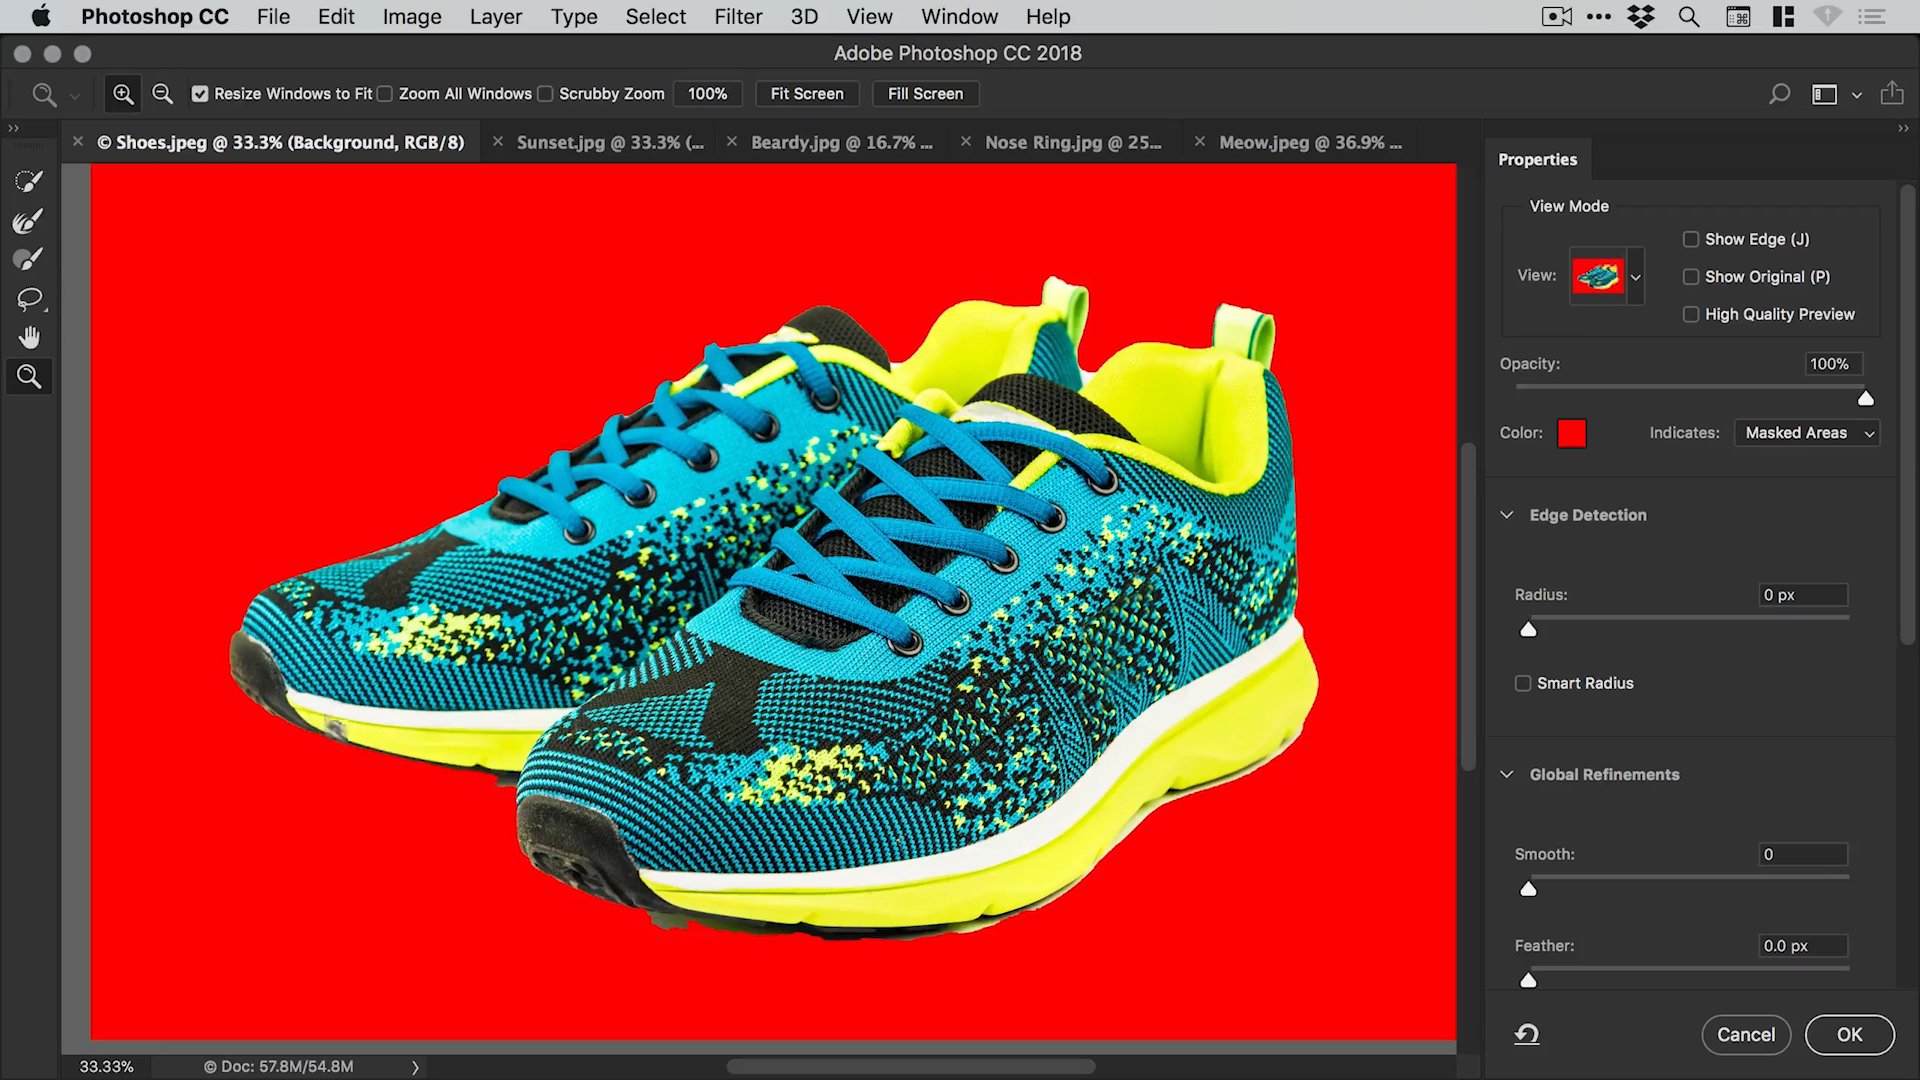 Photoshop CC File Edit Image Layer Type Select Filter 3D View Window Help
Adobe Photoshop CC 2018
Resize Windows to Fit Zoom All Windows Scrubby Zoom 100% Fit Screen Fill Screen
© Shoes.jpeg @ 33.3% (Background, RGB/8) Sunset.jpg @ 33.3% (... Beardy.jpg @ 16.7% ... Nose Ring.jpg @ 25... Meow.jpeg @ 36.9% ...
Properties
View Mode
Show Edge (J)
View:
Show Original (P)
High Quality Preview
Opacity: 100%
Color: Indicates: Masked Areas
Edge Detection
Radius: 0 px
Smart Radius
Global Refinements
Smooth: 0
Feather: 0.0 px
Cancel OK
33.33% © Doc: 57.8M/54.8M